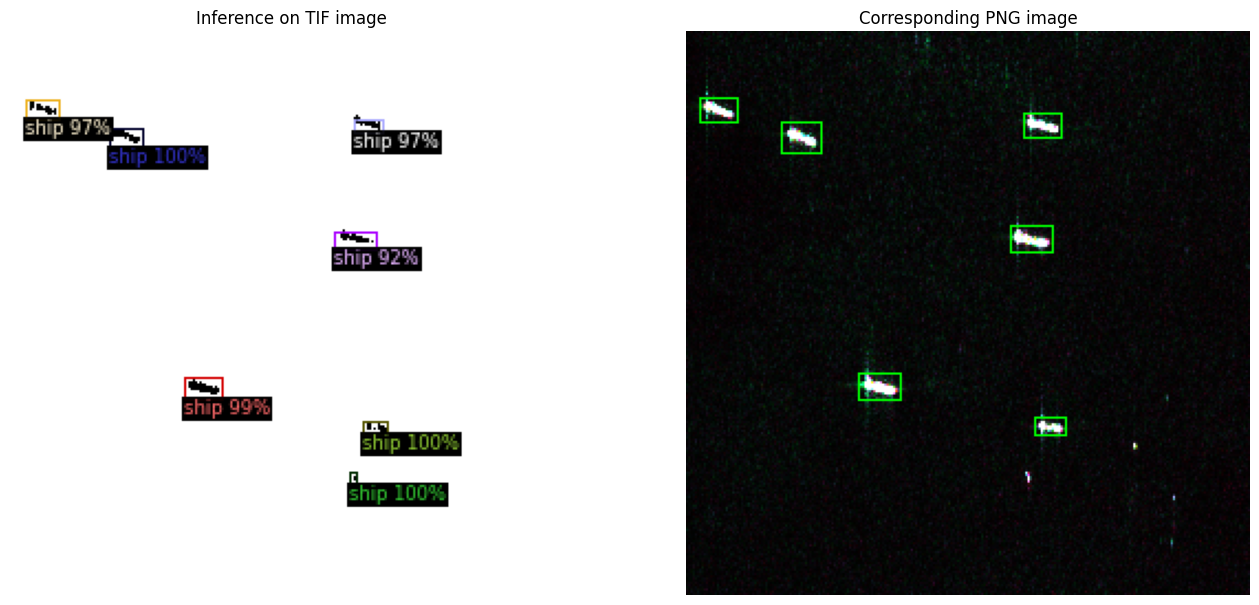 Inference on TIF image
Corresponding PNG image
ship 97%
ship 100%
ship 97%
ship 92%
ship 99%
ship 100%
ship 100%